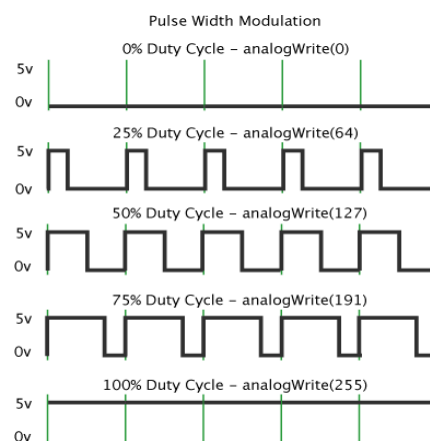 Pulse Width Modulation
0% Duty Cycle – analogWrite(0)
5v
0v
25% Duty Cycle – analogWrite(64)
5v
0v
50% Duty Cycle – analogWrite(127)
5v
0v
75% Duty Cycle – analogWrite(191)
5v
0v
100% Duty Cycle – analogWrite(255)
5v
0v